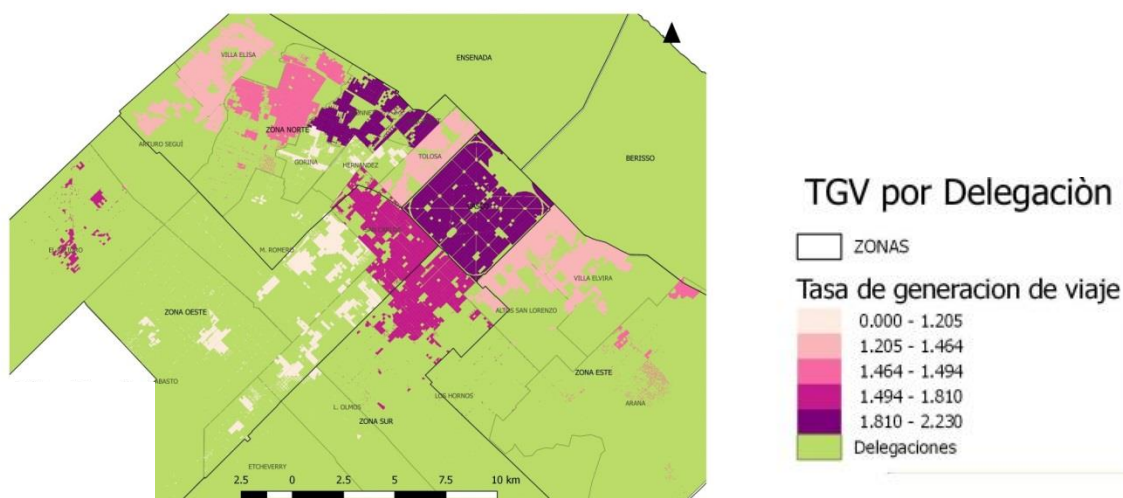 ENSENADA
VILLA ELISA
ZONA NORTE
ARTURO SEGUÍ
GORINA
HERNANDEZ
TOLOSA
BERISSO
M. ROMERO
VILLA ELVIRA
ALTOS SAN LORENZO
ZONA OESTE
ZONA ESTE
ABASTO
LOS HORNOS
ARANA
L. OLMOS
ZONA SUR
ETCHEVERRY
2.5 0 2.5 5 7.5 10 km
TGV por Delegaciòn
ZONAS
Tasa de generacion de viaje
0.000 - 1.205
1.205 - 1.464
1.464 - 1.494
1.494 - 1.810
1.810 - 2.230
Delegaciones